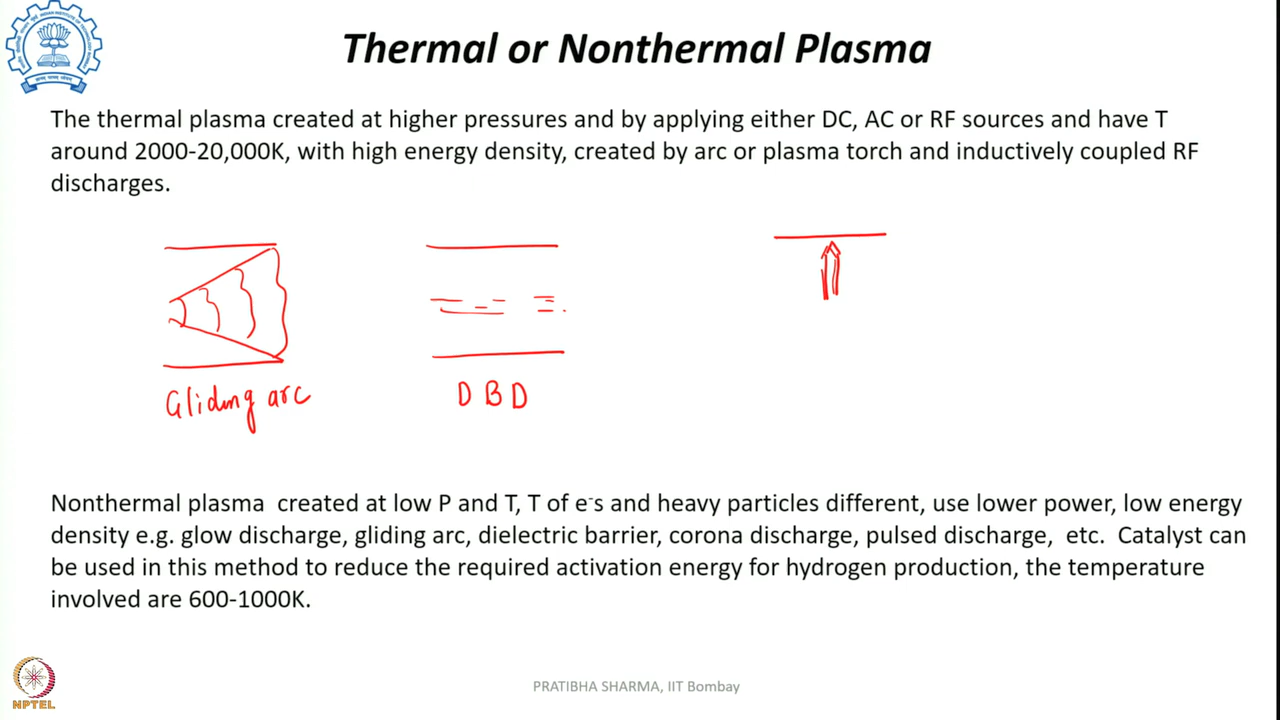 Thermal or Nonthermal Plasma
The thermal plasma created at higher pressures and by applying either DC, AC or RF sources and have T
around 2000-20,000K, with high energy density, created by arc or plasma torch and inductively coupled RF
discharges.
Gliding arc
D B D
Nonthermal plasma created at low P and T, T of e⁻s and heavy particles different, use lower power, low energy
density e.g. glow discharge, gliding arc, dielectric barrier, corona discharge, pulsed discharge, etc. Catalyst can
be used in this method to reduce the required activation energy for hydrogen production, the temperature
involved are 600-1000K.
NPTEL
PRATIBHA SHARMA, IIT Bombay